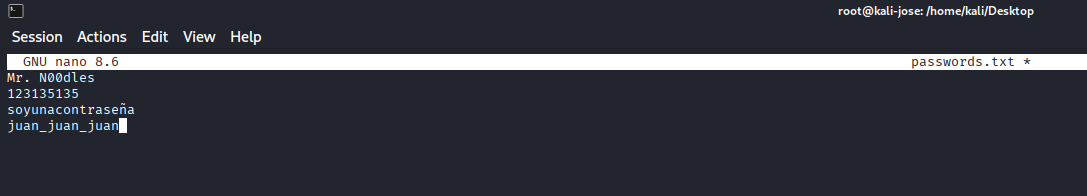 root@kali-jose: /home/kali/Desktop
Session Actions Edit View Help
GNU nano 8.6 passwords.txt *
Mr. N00dles
123135135
soyunacontraseña
juan_juan_juan